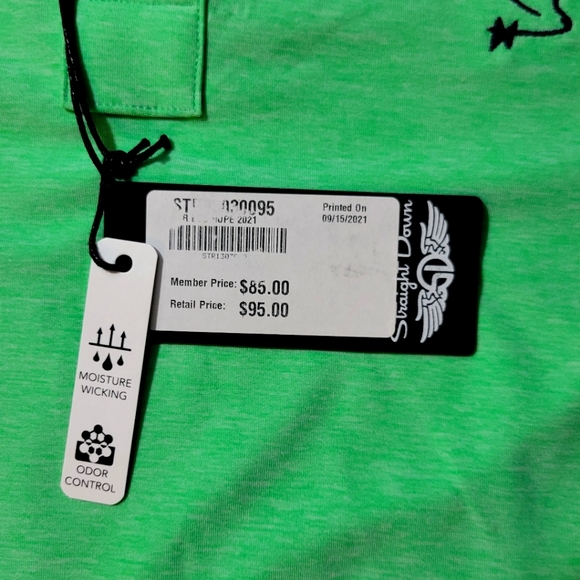 Printed On
09/15/2021
2021
Member Price: $85.00
Retail Price: $95.00
Straight Down
MOISTURE
WICKING
ODOR
CONTROL